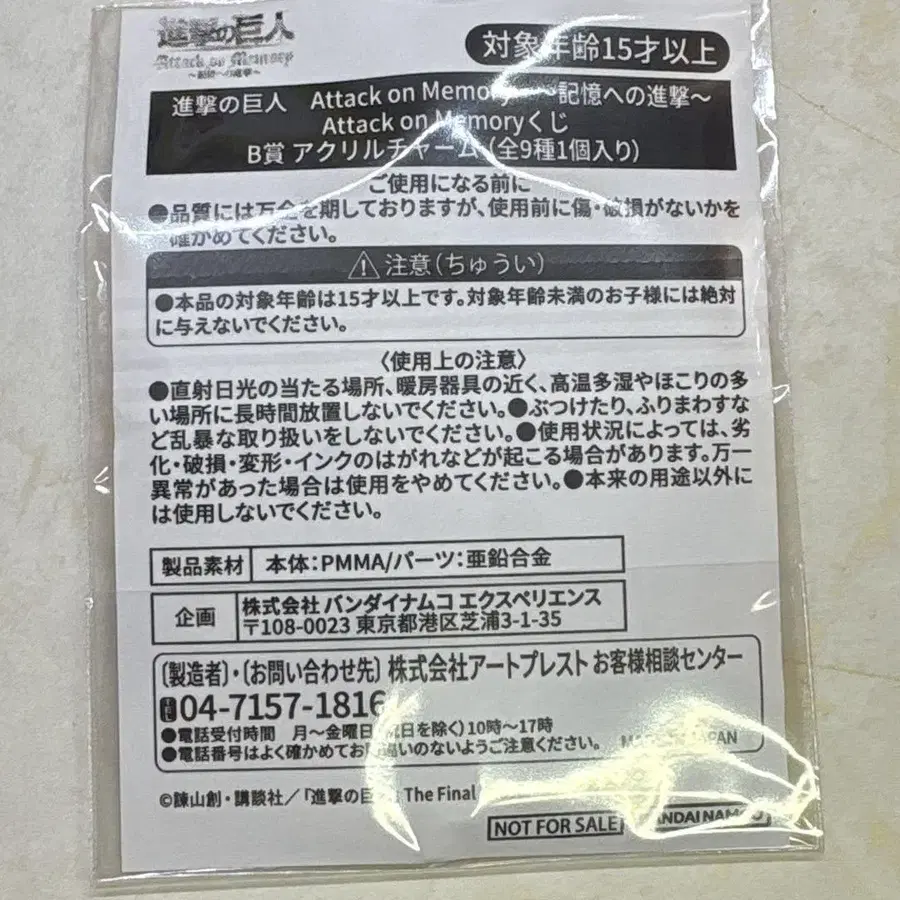 進撃の巨人
Attack on Memory
～記憶への進撃～
対象年齢15才以上
進撃の巨人 Attack on Memory ～記憶への進撃～
Attack on Memoryくじ
B賞 アクリルチャーム (全9種1個入り)
ご使用になる前に
●品質には万全を期しておりますが、使用前に傷・破損がないかを
確かめてください。
⚠注意(ちゅうい)
●本品の対象年齢は15才以上です。対象年齢未満のお子様には絶対
に与えないでください。
〈使用上の注意〉
●直射日光の当たる場所、暖房器具の近く、高温多湿やほこりの多
い場所に長時間放置しないでください。●ぶつけたり、ふりまわすな
ど乱暴な取り扱いをしないでください。●使用状況によっては、劣
化・破損・変形・インクのはがれなどが起こる場合があります。万一
異常があった場合は使用をやめてください。●本来の用途以外に
は使用しないでください。
製品素材 本体:PMMA/パーツ:亜鉛合金
企画 株式会社 バンダイナムコ エクスペリエンス
〒108-0023 東京都港区芝浦3-1-35
〔製造者〕・〔お問い合わせ先〕 株式会社アートプレスト お客様相談センター
TEL 04-7157-1816
●電話受付時間 月～金曜日(祝日を除く)10時～17時
●電話番号はよく確かめてお間違いのないようご注意ください。
MADE IN JAPAN
©諫山創・講談社/「進撃の巨人」The Final
NOT FOR SALE
BANDAI NAMCO